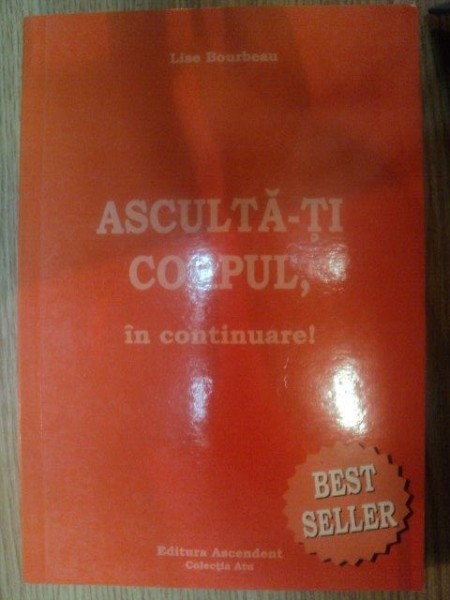 Lise Bourbeau
ASCULTĂ-ȚI
CORPUL,
în continuare!
BEST
SELLER
Editura Ascendent
Colecția Atu